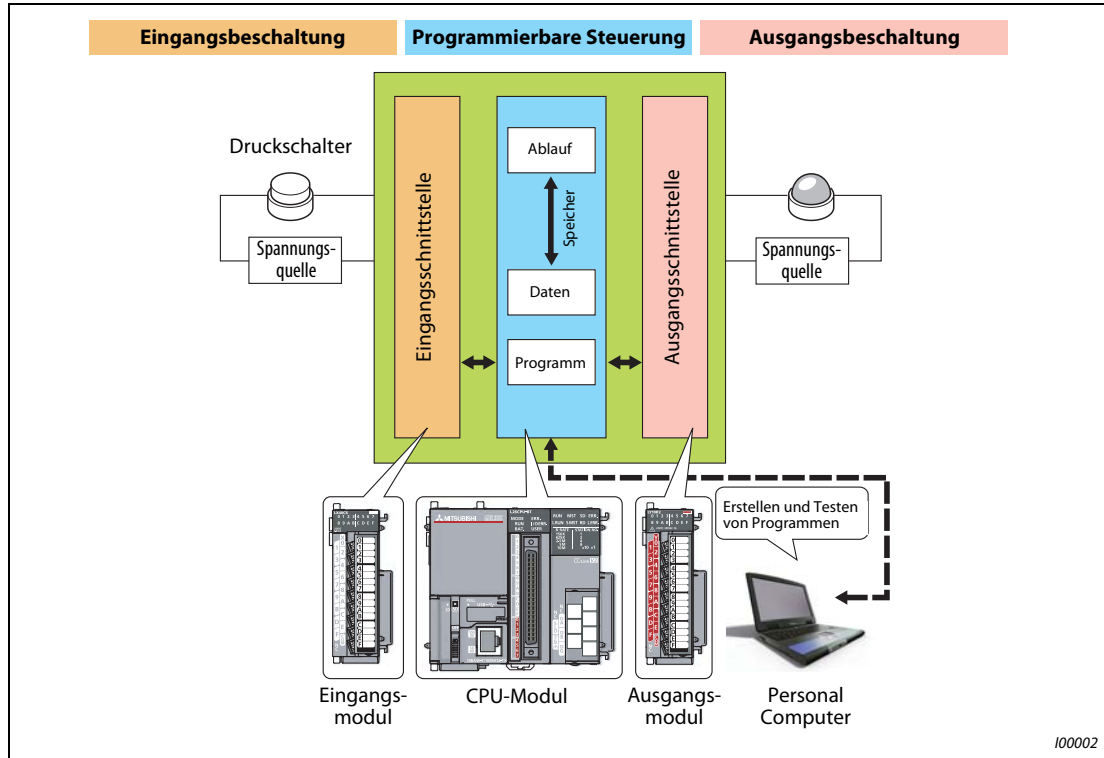 Eingangsbeschaltung
Programmierbare Steuerung
Ausgangsbeschaltung
Druckschalter
Spannungs-
quelle
Eingangsschnittstelle
Ablauf
Speicher
Daten
Programm
Ausgangsschnittstelle
Spannungs-
quelle
Erstellen und Testen
von Programmen
MITSUBISHI
Eingangs-
modul
CPU-Modul
Ausgangs-
modul
Personal
Computer
I00002